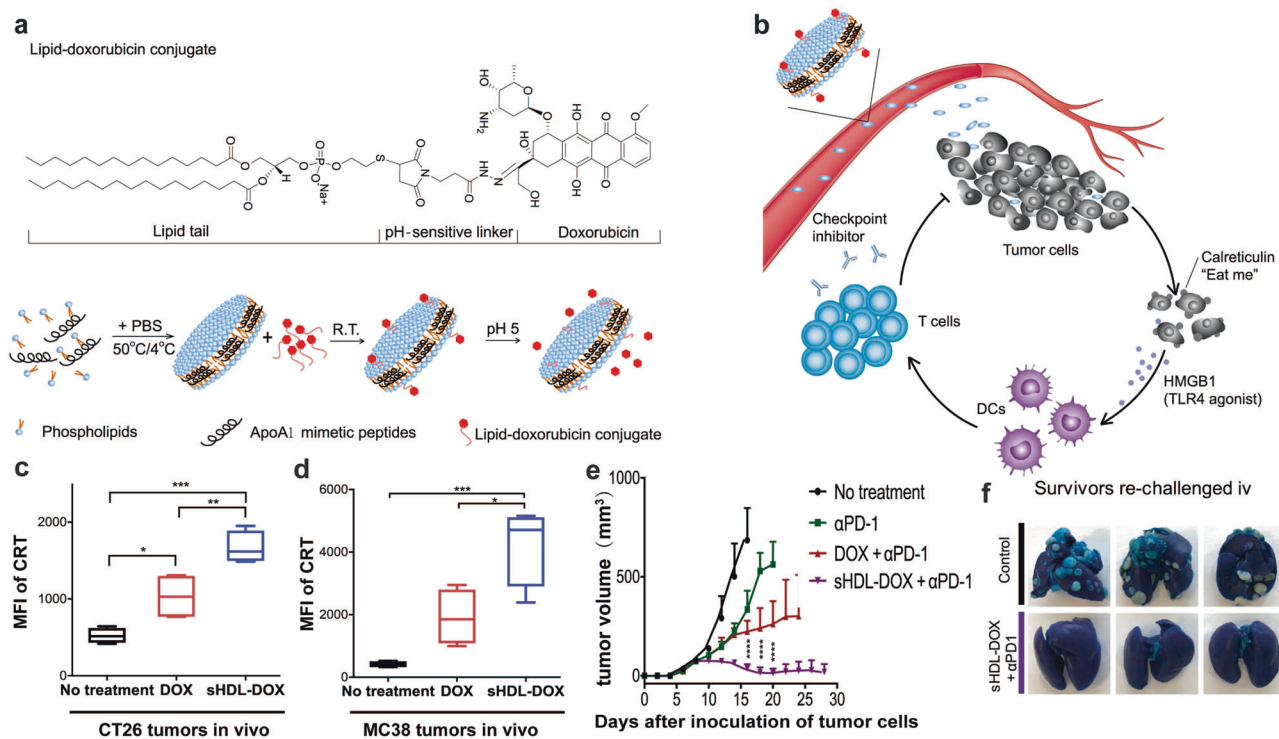 a
Lipid-doxorubicin conjugate
HO
O
NH₂
O
O
OH
O
O
HO
O
O
O
P
O
O
S
O
N
O
HN
N
O
H
O
Na+
O
O
HO
OH
O
OH
Lipid tail
pH-sensitive linker
Doxorubicin
+ PBS
50°C/4°C
+
R.T.
pH 5
Phospholipids
ApoA1 mimetic peptides
Lipid-doxorubicin conjugate
b
Checkpoint
inhibitor
Tumor cells
Calreticulin
"Eat me"
T cells
HMGB1
(TLR4 agonist)
DCs
c
MFI of CRT
2000
1000
0
***
**
*
No treatment DOX sHDL-DOX
CT26 tumors in vivo
d
MFI of CRT
6000
4000
2000
0
***
*
No treatment DOX sHDL-DOX
MC38 tumors in vivo
e
tumor volume (mm³)
1000
500
0
No treatment
αPD-1
DOX + αPD-1
sHDL-DOX + αPD-1
**** **** ****
0 5 10 15 20 25 30
Days after inoculation of tumor cells
f
Survivors re-challenged iv
Control
sHDL-DOX
+ αPD1